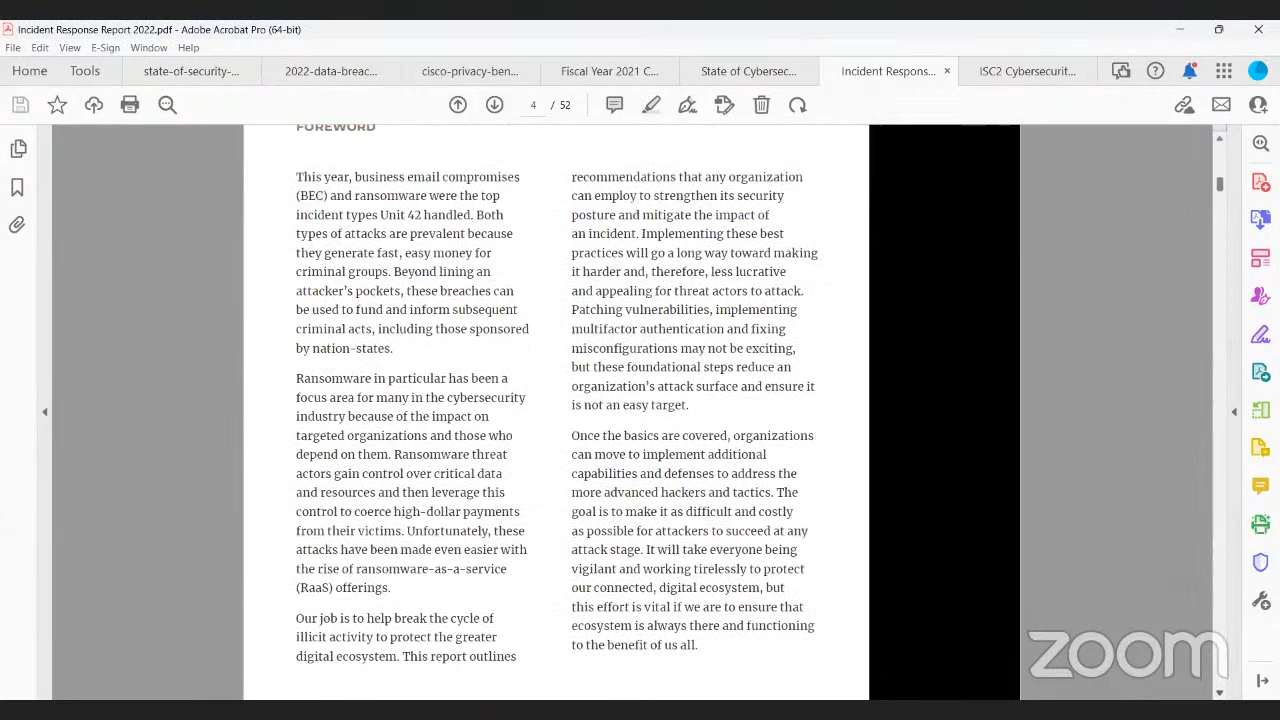 Incident Response Report 2022.pdf - Adobe Acrobat Pro (64-bit)
File Edit View E-Sign Window Help
Home Tools state-of-security-... 2022-data-breac... cisco-privacy-ben... Fiscal Year 2021 C... State of Cybersec... Incident Respons... × ISC2 Cybersecurit...
4 / 52
FOREWORD
This year, business email compromises
(BEC) and ransomware were the top
incident types Unit 42 handled. Both
types of attacks are prevalent because
they generate fast, easy money for
criminal groups. Beyond lining an
attacker's pockets, these breaches can
be used to fund and inform subsequent
criminal acts, including those sponsored
by nation-states.
Ransomware in particular has been a
focus area for many in the cybersecurity
industry because of the impact on
targeted organizations and those who
depend on them. Ransomware threat
actors gain control over critical data
and resources and then leverage this
control to coerce high-dollar payments
from their victims. Unfortunately, these
attacks have been made even easier with
the rise of ransomware-as-a-service
(RaaS) offerings.
Our job is to help break the cycle of
illicit activity to protect the greater
digital ecosystem. This report outlines
recommendations that any organization
can employ to strengthen its security
posture and mitigate the impact of
an incident. Implementing these best
practices will go a long way toward making
it harder and, therefore, less lucrative
and appealing for threat actors to attack.
Patching vulnerabilities, implementing
multifactor authentication and fixing
misconfigurations may not be exciting,
but these foundational steps reduce an
organization's attack surface and ensure it
is not an easy target.
Once the basics are covered, organizations
can move to implement additional
capabilities and defenses to address the
more advanced hackers and tactics. The
goal is to make it as difficult and costly
as possible for attackers to succeed at any
attack stage. It will take everyone being
vigilant and working tirelessly to protect
our connected, digital ecosystem, but
this effort is vital if we are to ensure that
ecosystem is always there and functioning
to the benefit of us all.
zoom